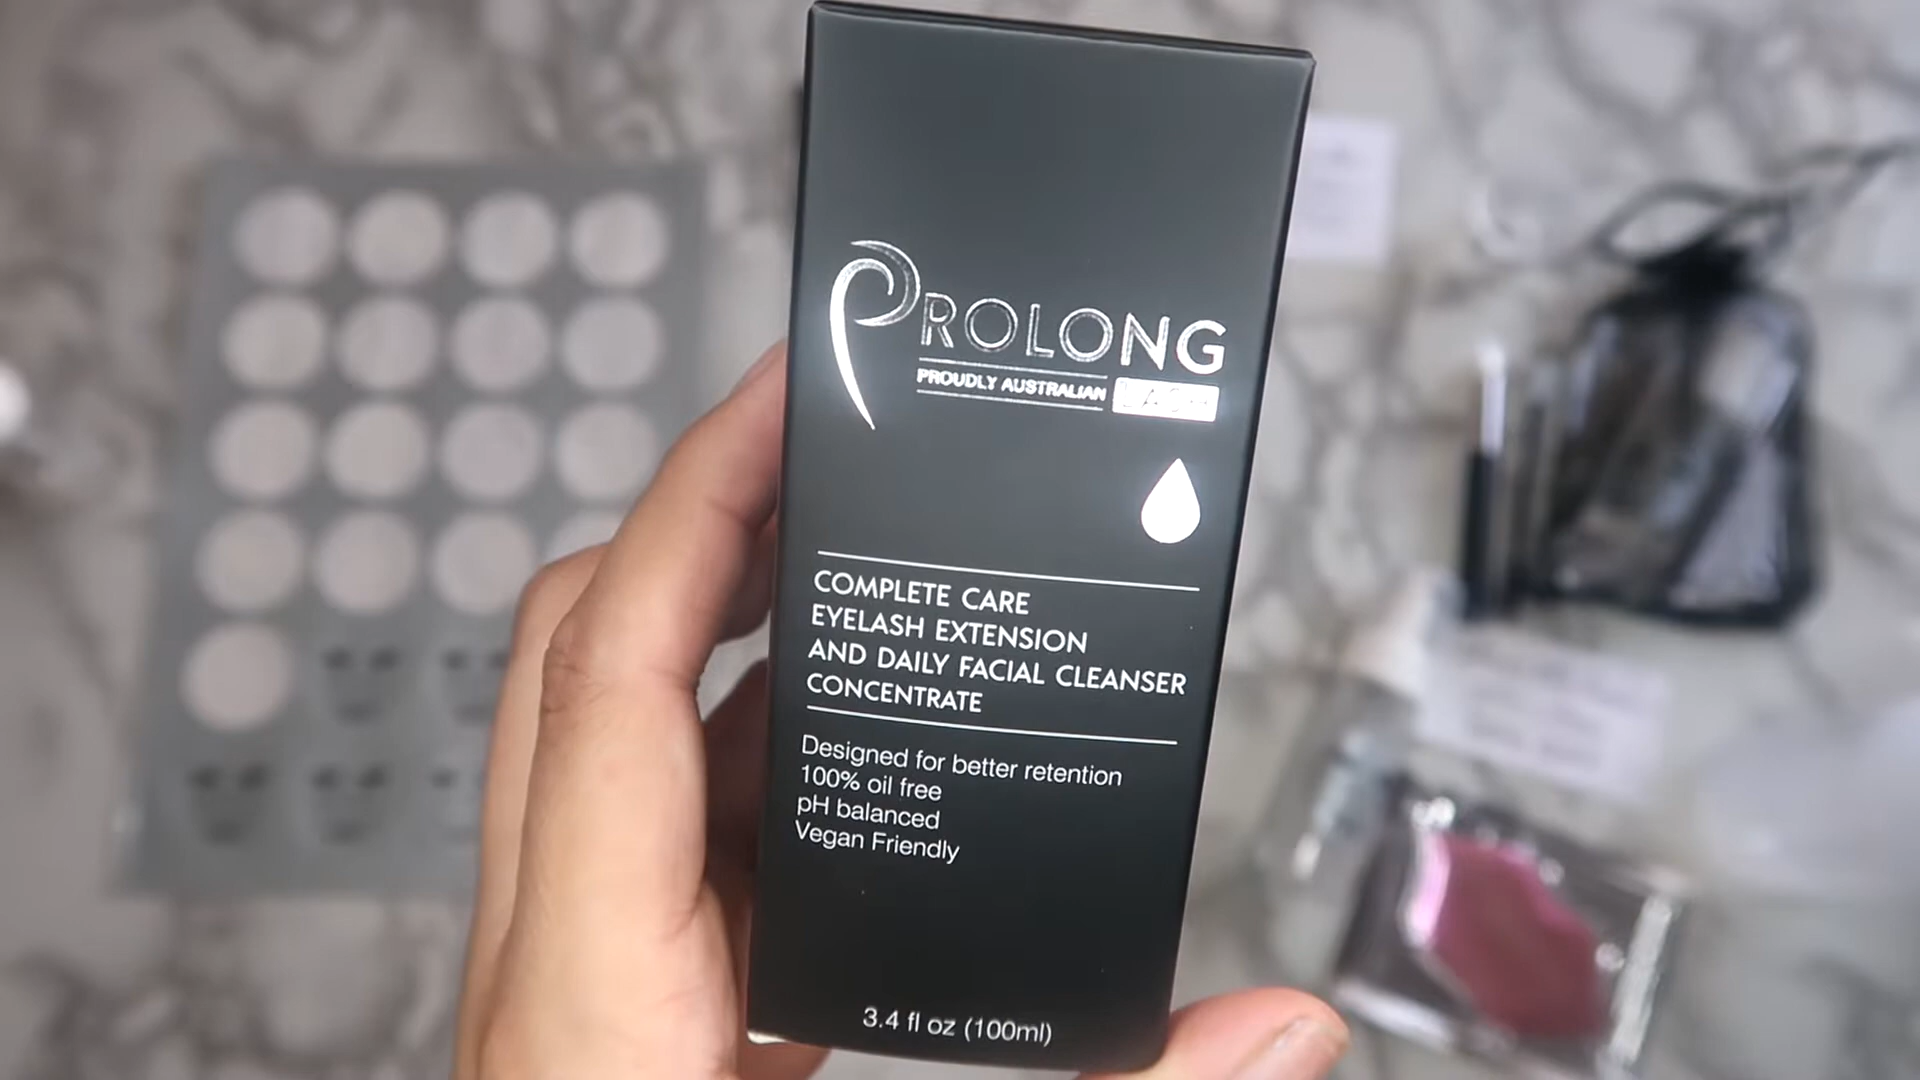 PROLONG
PROUDLY AUSTRALIAN LASH
COMPLETE CARE
EYELASH EXTENSION
AND DAILY FACIAL CLEANSER
CONCENTRATE
Designed for better retention
100% oil free
pH balanced
Vegan Friendly
3.4 fl oz (100ml)